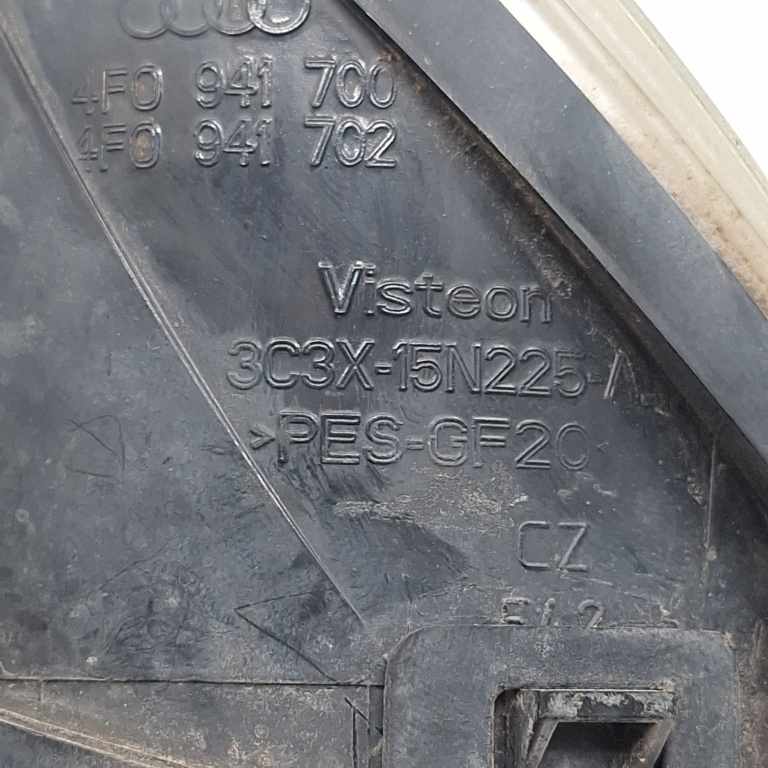 4F0 941 700
4F0 941 702
Visteon
3C3X-15N225-A
>PES-GF20<
CZ